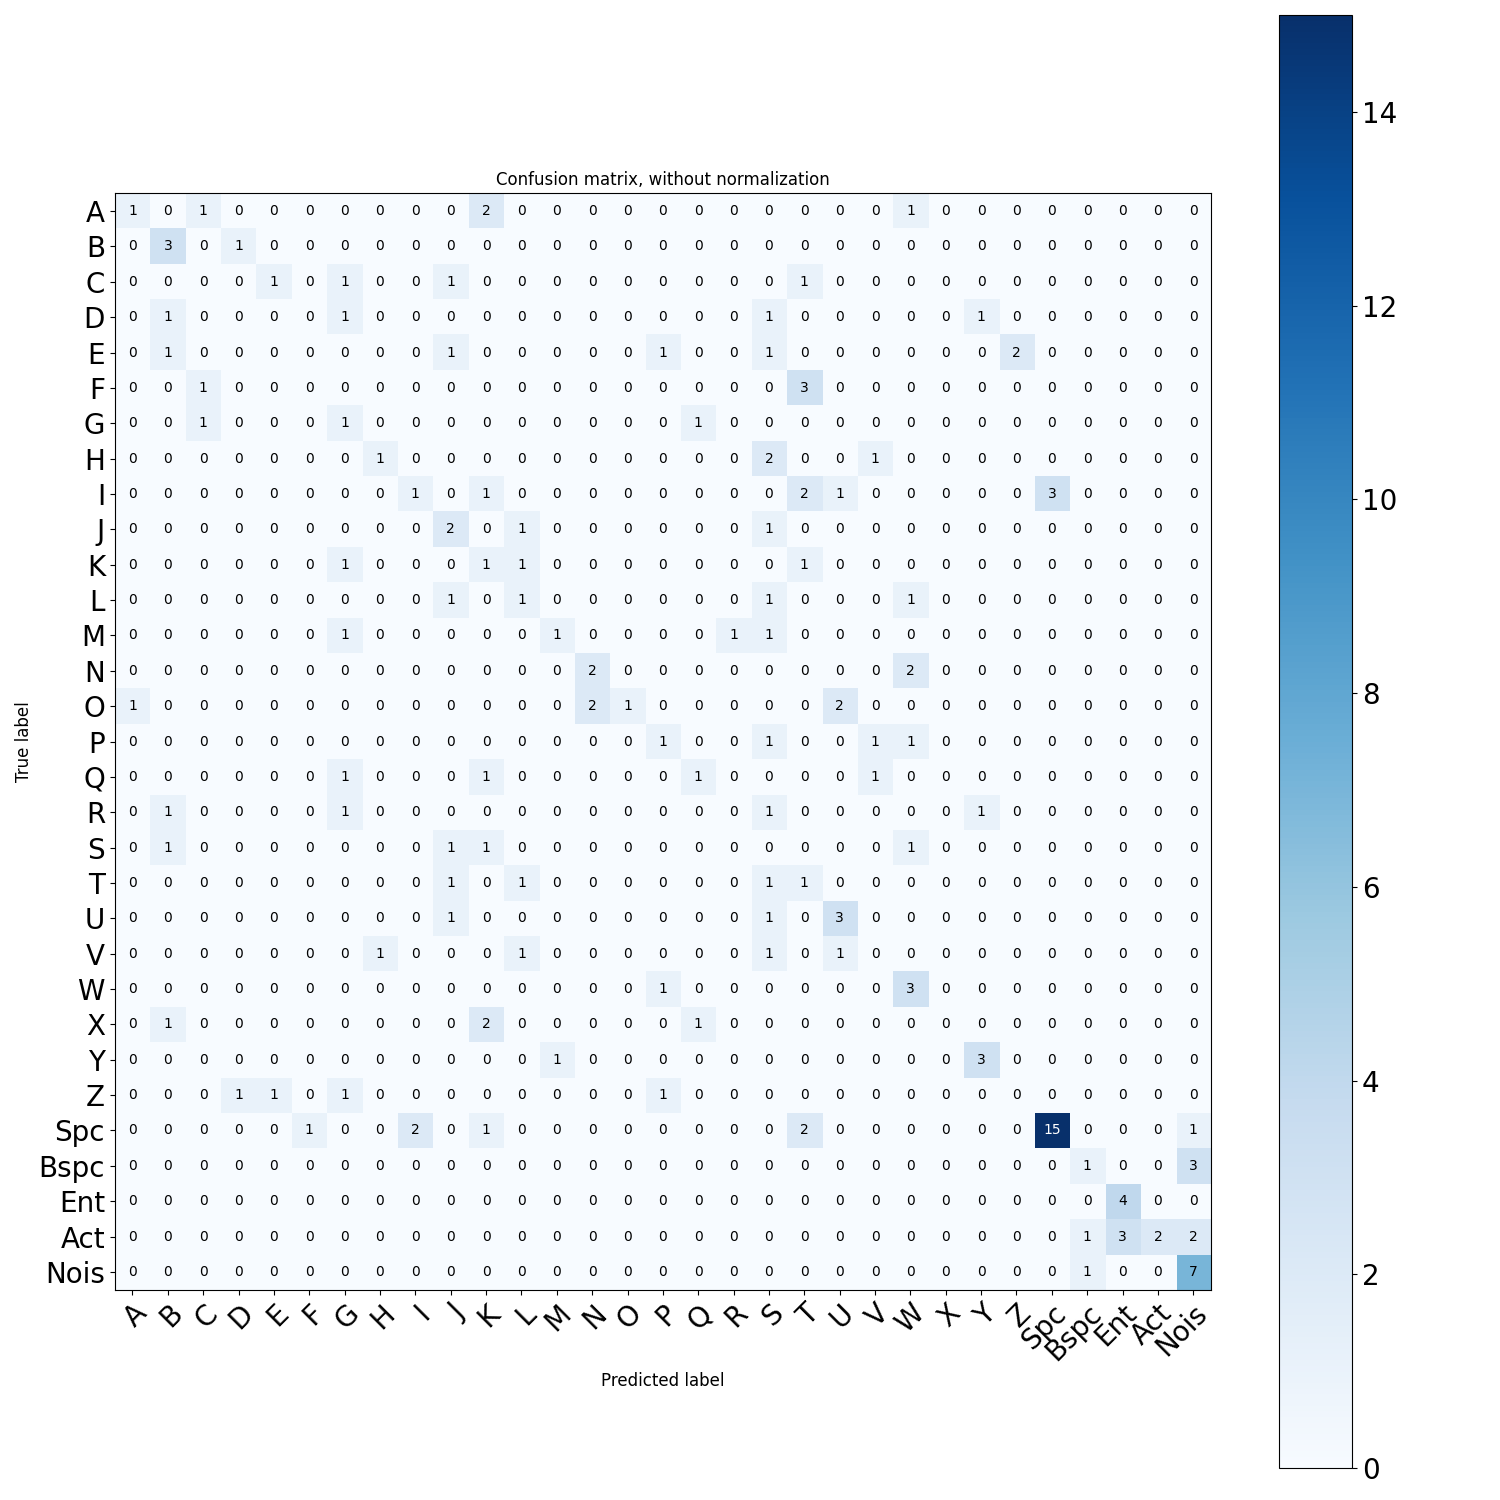 Confusion matrix, without normalization
A 1 0 1 0 0 0 0 0 0 0 2 0 0 0 0 0 0 0 0 0 0 0 1 0 0 0 0 0 0 0 0
B 0 3 0 1 0 0 0 0 0 0 0 0 0 0 0 0 0 0 0 0 0 0 0 0 0 0 0 0 0 0 0
C 0 0 0 0 1 0 1 0 0 1 0 0 0 0 0 0 0 0 0 1 0 0 0 0 0 0 0 0 0 0 0
D 0 1 0 0 0 0 1 0 0 0 0 0 0 0 0 0 0 0 1 0 0 0 0 0 1 0 0 0 0 0 0
E 0 1 0 0 0 0 0 0 0 1 0 0 0 0 0 1 0 0 1 0 0 0 0 0 0 2 0 0 0 0 0
F 0 0 1 0 0 0 0 0 0 0 0 0 0 0 0 0 0 0 0 3 0 0 0 0 0 0 0 0 0 0 0
G 0 0 1 0 0 0 1 0 0 0 0 0 0 0 0 0 1 0 0 0 0 0 0 0 0 0 0 0 0 0 0
H 0 0 0 0 0 0 0 1 0 0 0 0 0 0 0 0 0 0 2 0 0 1 0 0 0 0 0 0 0 0 0
I 0 0 0 0 0 0 0 0 1 0 1 0 0 0 0 0 0 0 0 2 1 0 0 0 0 0 3 0 0 0 0
J 0 0 0 0 0 0 0 0 0 2 0 1 0 0 0 0 0 0 1 0 0 0 0 0 0 0 0 0 0 0 0
K 0 0 0 0 0 0 1 0 0 0 1 1 0 0 0 0 0 0 0 1 0 0 0 0 0 0 0 0 0 0 0
L 0 0 0 0 0 0 0 0 0 1 0 1 0 0 0 0 0 0 1 0 0 0 1 0 0 0 0 0 0 0 0
M 0 0 0 0 0 0 1 0 0 0 0 0 1 0 0 0 0 1 1 0 0 0 0 0 0 0 0 0 0 0 0
N 0 0 0 0 0 0 0 0 0 0 0 0 0 2 0 0 0 0 0 0 0 0 2 0 0 0 0 0 0 0 0
O 1 0 0 0 0 0 0 0 0 0 0 0 0 2 1 0 0 0 0 0 2 0 0 0 0 0 0 0 0 0 0
P 0 0 0 0 0 0 0 0 0 0 0 0 0 0 0 1 0 0 1 0 0 1 1 0 0 0 0 0 0 0 0
Q 0 0 0 0 0 0 1 0 0 0 1 0 0 0 0 0 1 0 0 0 0 1 0 0 0 0 0 0 0 0 0
R 0 1 0 0 0 0 1 0 0 0 0 0 0 0 0 0 0 0 1 0 0 0 0 0 1 0 0 0 0 0 0
S 0 1 0 0 0 0 0 0 0 1 1 0 0 0 0 0 0 0 0 0 0 0 1 0 0 0 0 0 0 0 0
T 0 0 0 0 0 0 0 0 0 1 0 1 0 0 0 0 0 0 1 1 0 0 0 0 0 0 0 0 0 0 0
U 0 0 0 0 0 0 0 0 0 1 0 0 0 0 0 0 0 0 1 0 3 0 0 0 0 0 0 0 0 0 0
V 0 0 0 0 0 0 0 1 0 0 0 1 0 0 0 0 0 0 1 0 1 0 0 0 0 0 0 0 0 0 0
W 0 0 0 0 0 0 0 0 0 0 0 0 0 0 0 1 0 0 0 0 0 0 3 0 0 0 0 0 0 0 0
X 0 1 0 0 0 0 0 0 0 0 2 0 0 0 0 0 1 0 0 0 0 0 0 0 0 0 0 0 0 0 0
Y 0 0 0 0 0 0 0 0 0 0 0 0 1 0 0 0 0 0 0 0 0 0 0 0 3 0 0 0 0 0 0
Z 0 0 0 1 1 0 1 0 0 0 0 0 0 0 0 1 0 0 0 0 0 0 0 0 0 0 0 0 0 0 0
Spc 0 0 0 0 0 1 0 0 2 0 1 0 0 0 0 0 0 0 0 2 0 0 0 0 0 0 15 0 0 0 1
Bspc 0 0 0 0 0 0 0 0 0 0 0 0 0 0 0 0 0 0 0 0 0 0 0 0 0 0 0 1 0 0 3
Ent 0 0 0 0 0 0 0 0 0 0 0 0 0 0 0 0 0 0 0 0 0 0 0 0 0 0 0 0 4 0 0
Act 0 0 0 0 0 0 0 0 0 0 0 0 0 0 0 0 0 0 0 0 0 0 0 0 0 0 0 1 3 2 2
Nois 0 0 0 0 0 0 0 0 0 0 0 0 0 0 0 0 0 0 0 0 0 0 0 0 0 0 0 1 0 0 7
A B C D E F G H I J K L M N O P Q R S T U V W X Y Z Spc Bspc Ent Act Nois
Predicted label
True label
14
12
10
8
6
4
2
0